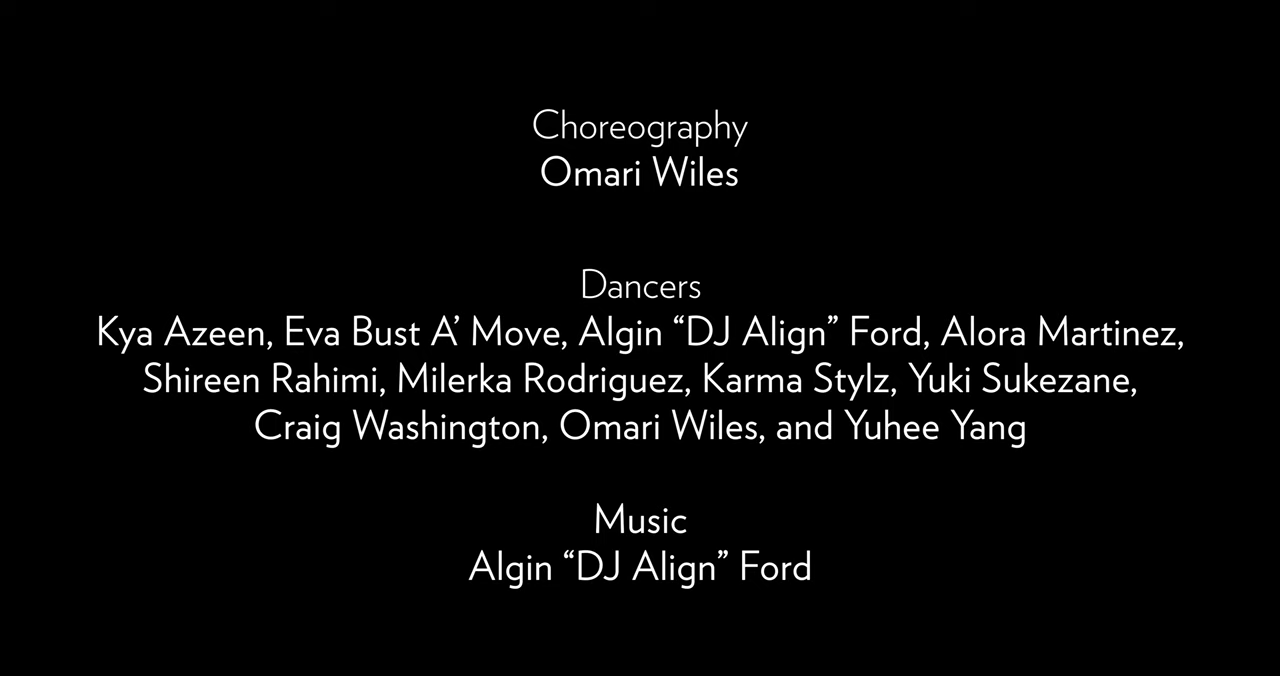 Choreography
Omari Wiles
Dancers
Kya Azeen, Eva Bust A’ Move, Algin “DJ Align” Ford, Alora Martinez,
Shireen Rahimi, Milerka Rodriguez, Karma Stylz, Yuki Sukezane,
Craig Washington, Omari Wiles, and Yuhee Yang
Music
Algin “DJ Align” Ford